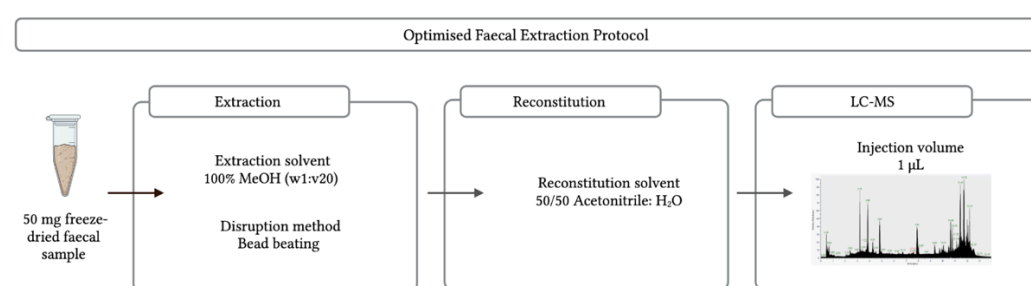 Optimised Faecal Extraction Protocol
50 mg freeze-
dried faecal
sample
Extraction
Extraction solvent
100% MeOH (w1:v20)
Disruption method
Bead beating
Reconstitution
Reconstitution solvent
50/50 Acetonitrile: H₂O
LC-MS
Injection volume
1 µL